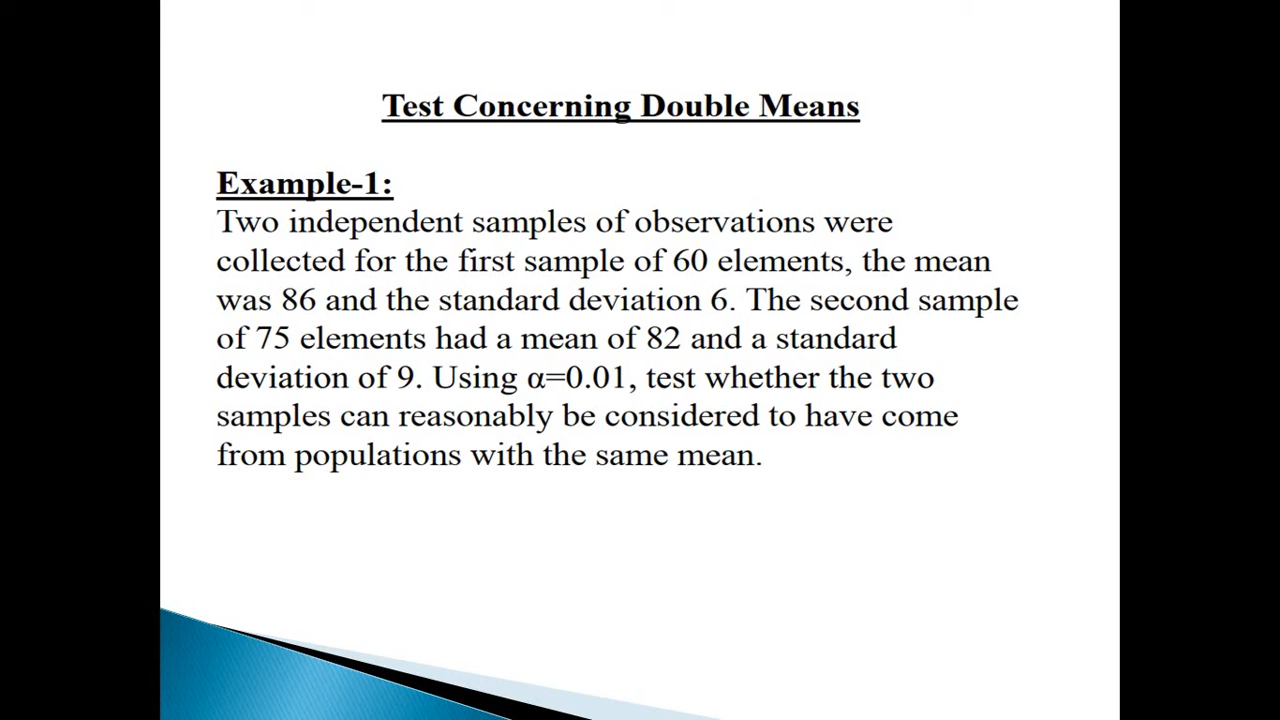 Test Concerning Double Means
Example-1:
Two independent samples of observations were
collected for the first sample of 60 elements, the mean
was 86 and the standard deviation 6. The second sample
of 75 elements had a mean of 82 and a standard
deviation of 9. Using α=0.01, test whether the two
samples can reasonably be considered to have come
from populations with the same mean.